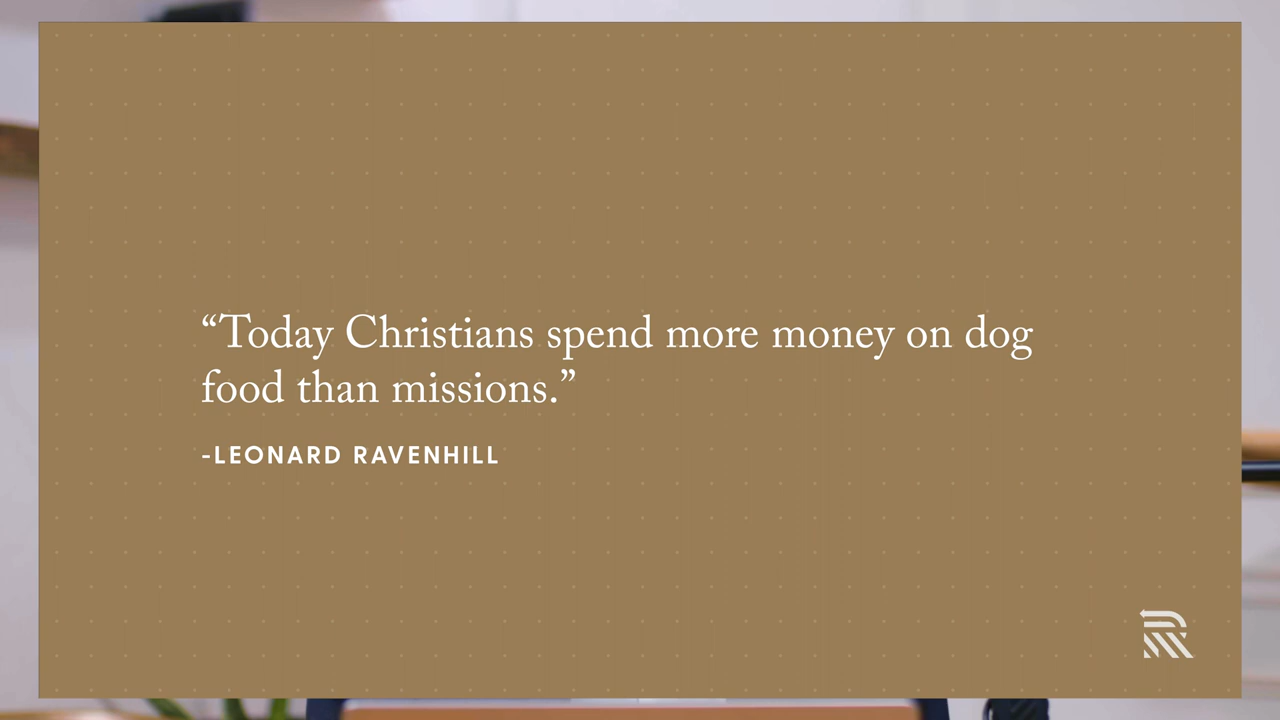 “Today Christians spend more money on dog
food than missions.”
-LEONARD RAVENHILL